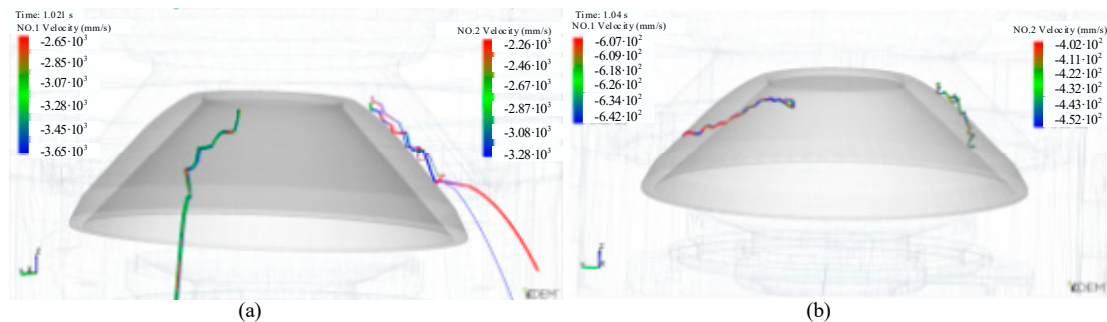 Time: 1.021 s
NO.1 Velocity (mm/s)
-2.65·10³
-2.85·10³
-3.07·10³
-3.28·10³
-3.45·10³
-3.65·10³
NO.2 Velocity (mm/s)
-2.26·10³
-2.46·10³
-2.67·10³
-2.87·10³
-3.08·10³
-3.28·10³
Z
EDEM
(a)
Time: 1.04 s
NO.1 Velocity (mm/s)
-6.07·10²
-6.09·10²
-6.18·10²
-6.26·10²
-6.34·10²
-6.42·10²
NO.2 Velocity (mm/s)
-4.02·10²
-4.11·10²
-4.22·10²
-4.32·10²
-4.43·10²
-4.52·10²
Z
EDEM
(b)